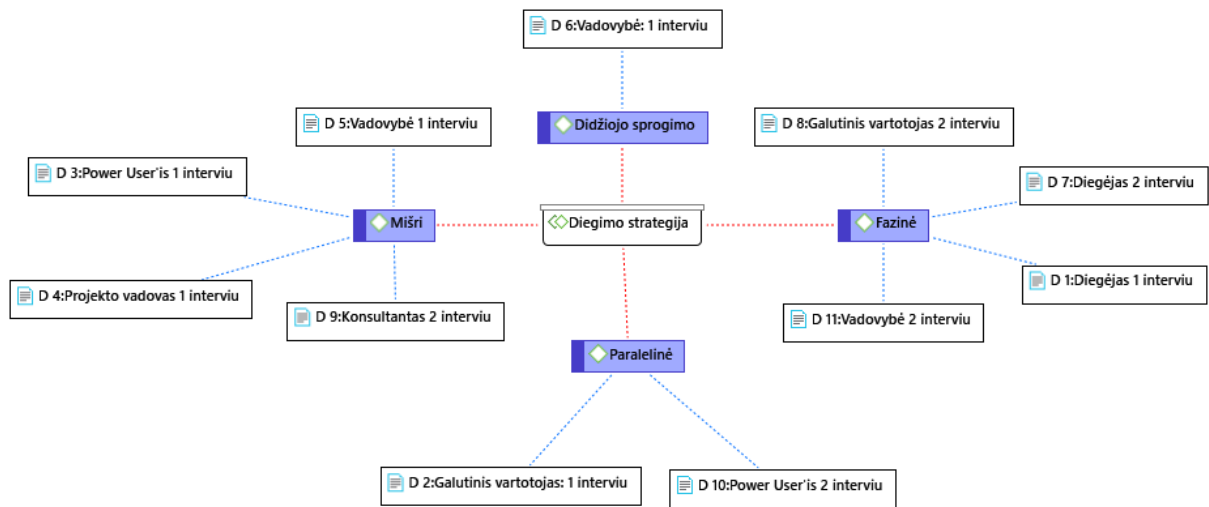 D 6:Vadovybė: 1 interviu
D 5:Vadovybė 1 interviu
Didžiojo sprogimo
D 8:Galutinis vartotojas 2 interviu
D 3:Power User'is 1 interviu
D 7:Diegėjas 2 interviu
Mišri
Diegimo strategija
Fazinė
D 4:Projekto vadovas 1 interviu
D 1:Diegėjas 1 interviu
D 9:Konsultantas 2 interviu
D 11:Vadovybė 2 interviu
Paralelinė
D 2:Galutinis vartotojas: 1 interviu
D 10:Power User'is 2 interviu